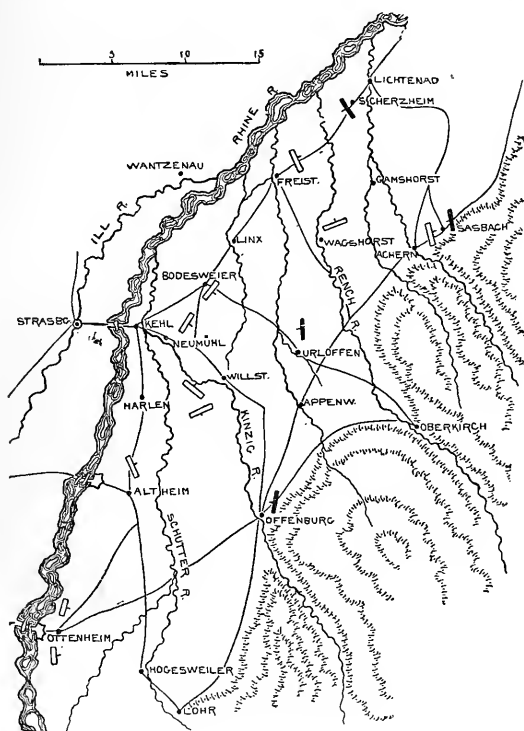 5 10 15
MILES
LICHTENAD
SCHERZHEIM
RHINE R.
WANTZENAU
FREIST.
GAMSHORST
ILL R.
LINX
WAGSHORST
SASBACH
ACHERN
RENCH R.
BODESWEIER
STRASBG
KEHL
NEUMÜHL
URLOFFEN
WILLST.
HARLEN
APPENW.
KINZIG R.
OBERKIRCH
ALTHEIM
OFFENBURG
SCHUTTER R.
OTTENHEIM
HOGESWEILER
LOHR